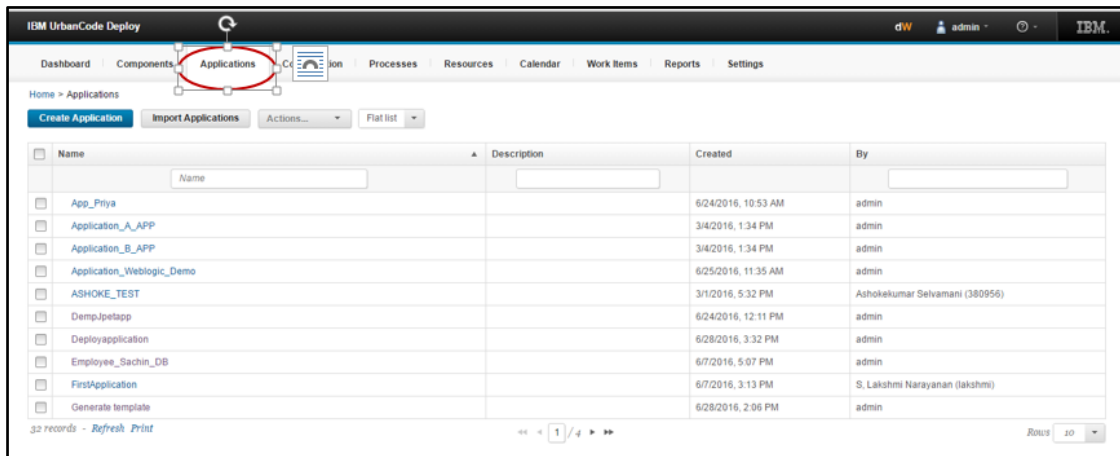 IBM UrbanCode Deploy dW admin IBM.
Dashboard Components Applications Co ion Processes Resources Calendar Work Items Reports Settings
Home > Applications
Create Application Import Applications Actions... Flat list
Name Description Created By
Name
App_Priya 6/24/2016, 10:53 AM admin
Application_A_APP 3/4/2016, 1:34 PM admin
Application_B_APP 3/4/2016, 1:34 PM admin
Application_Weblogic_Demo 6/25/2016, 11:35 AM admin
ASHOKE_TEST 3/1/2016, 5:32 PM Ashokekumar Selvamani (380956)
DempJpetapp 6/24/2016, 12:11 PM admin
Deployapplication 6/28/2016, 3:32 PM admin
Employee_Sachin_DB 6/7/2016, 5:07 PM admin
FirstApplication 6/7/2016, 3:13 PM S, Lakshmi Narayanan (lakshmi)
Generate template 6/28/2016, 2:06 PM admin
32 records - Refresh Print 1 / 4 Rows 10